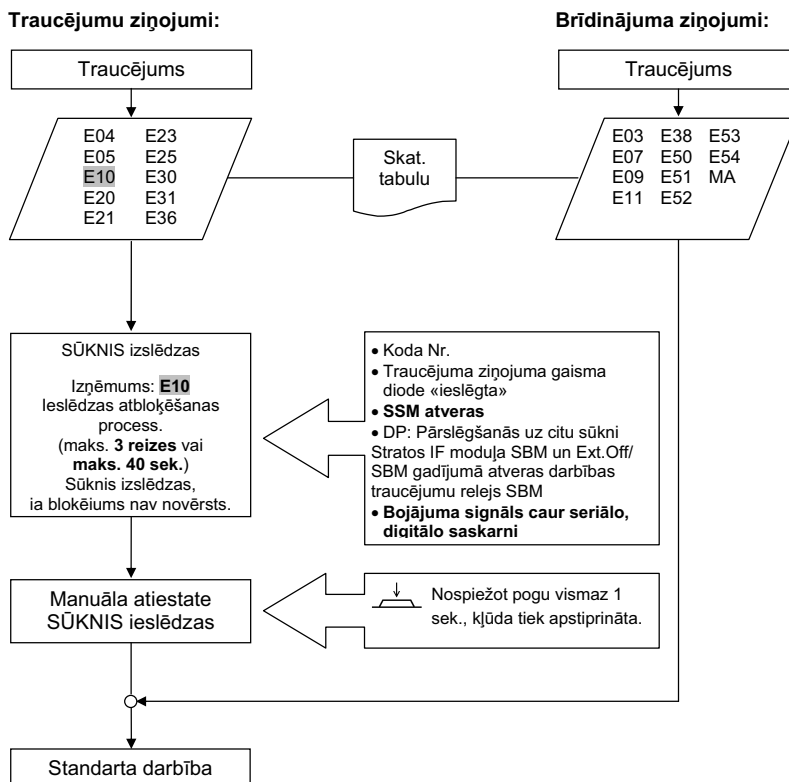 Traucējumu ziņojumi:
Brīdinājuma ziņojumi:
Traucējums
Traucējums
E04 E23
E05 E25
E10 E30
E20 E31
E21 E36
Skat.
tabulu
E03 E38 E53
E07 E50 E54
E09 E51 MA
E11 E52
SŪKNIS izslēdzas
Izņēmums: E10
Ieslēdzas atbloķēšanas
process.
(maks. 3 reizes vai
maks. 40 sek.)
Sūknis izslēdzas,
ia blokēiums nav novērsts.
• Koda Nr.
• Traucējuma ziņojuma gaisma
diode «ieslēgta»
• SSM atveras
• DP: Pārslēgšanās uz citu sūkni
Stratos IF moduļa SBM un Ext.Off/
SBM gadījumā atveras darbības
traucējumu relejs SBM
• Bojājuma signāls caur seriālo,
digitālo saskarni
Manuāla atiestate
SŪKNIS ieslēdzas
Nospiežot pogu vismaz 1
sek., kļūda tiek apstiprināta.
Standarta darbība